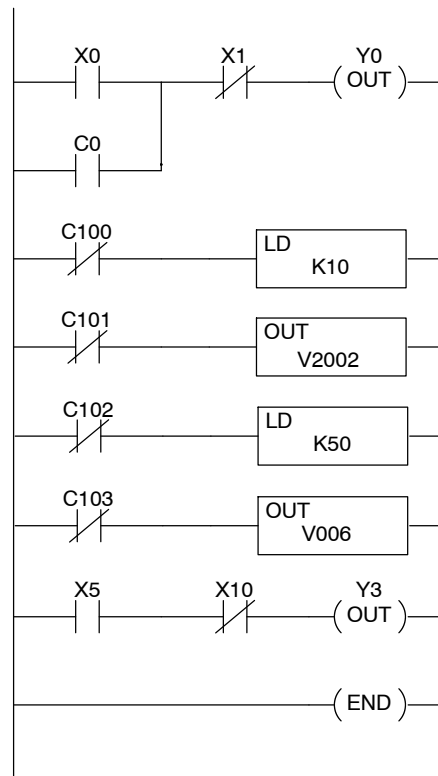 X0 X1 Y0
OUT
C0
C100
LD
K10
C101
OUT
V2002
C102
LD
K50
C103
OUT
V006
X5 X10 Y3
OUT
END